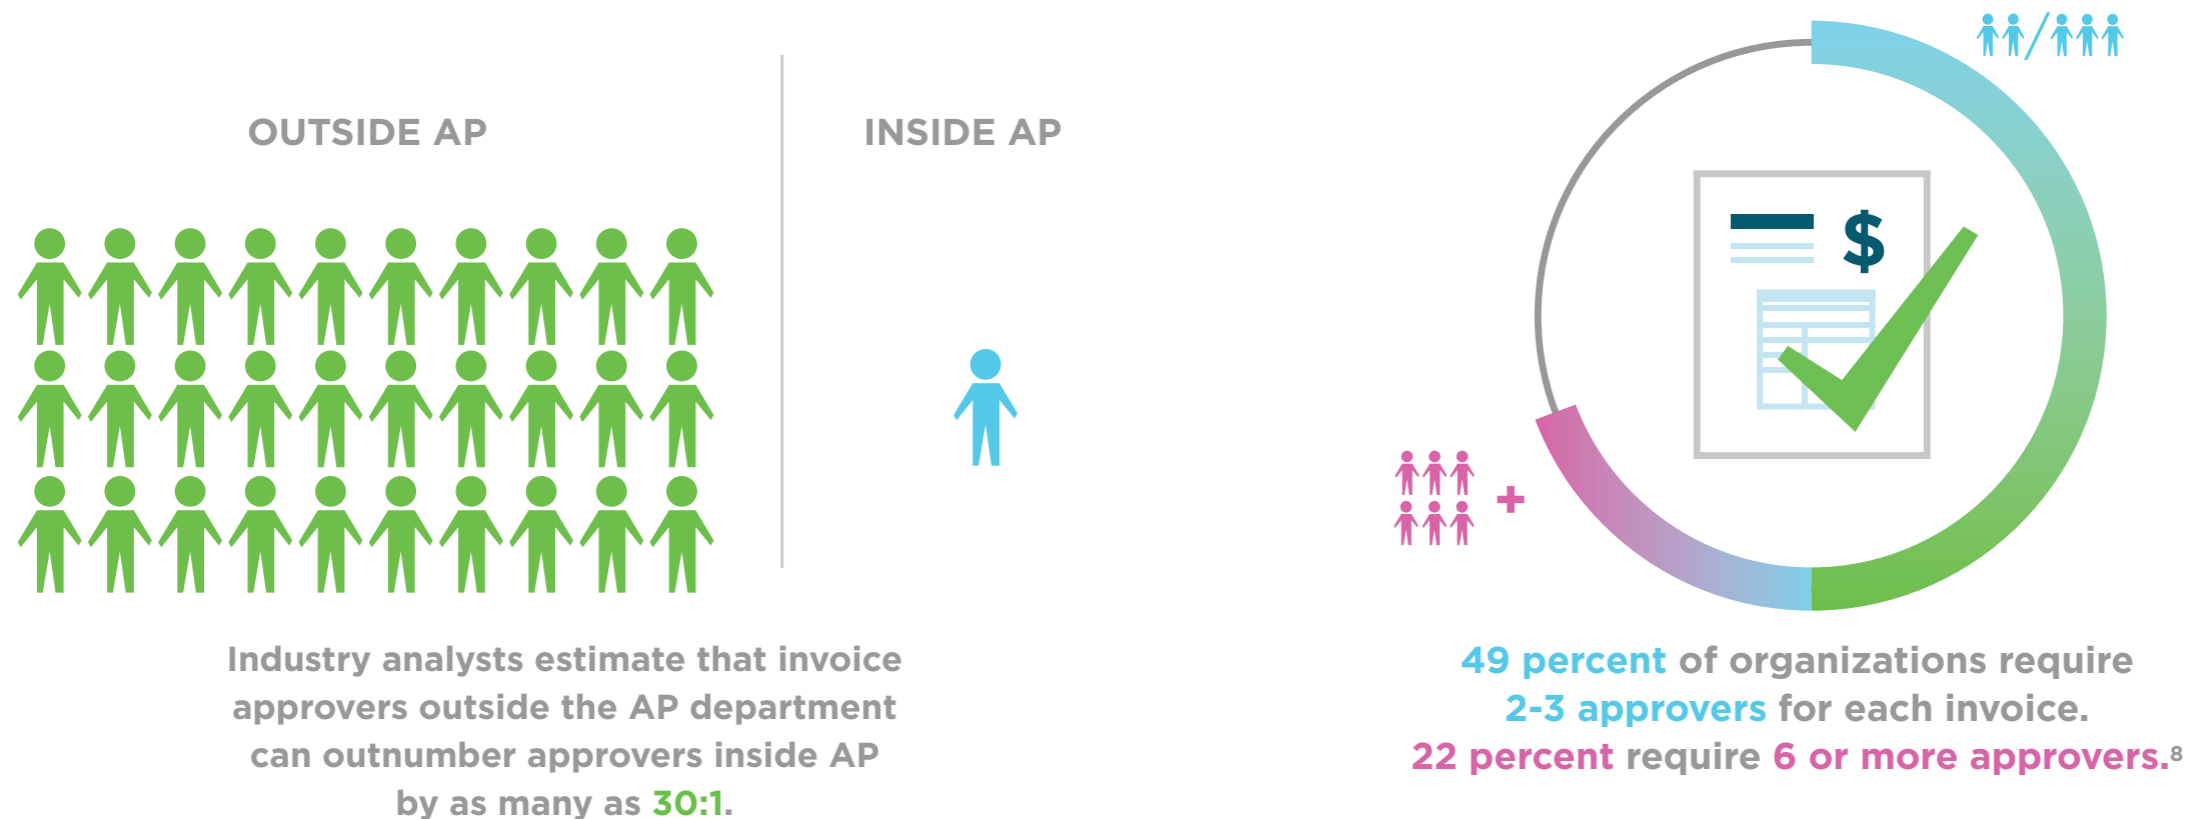 OUTSIDE AP
INSIDE AP
$
Industry analysts estimate that invoice
approvers outside the AP department
can outnumber approvers inside AP
by as many as 30:1.
/
+
49 percent of organizations require
2-3 approvers for each invoice.
22 percent require 6 or more approvers.8